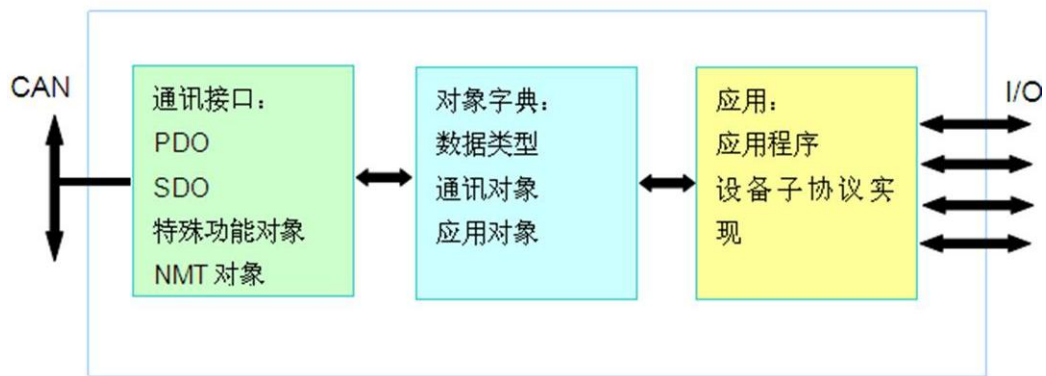 CAN
通讯接口：
PDO
SDO
特殊功能对象
NMT 对象
对象字典：
数据类型
通讯对象
应用对象
应用：
应用程序
设备子协议实
现
I/O